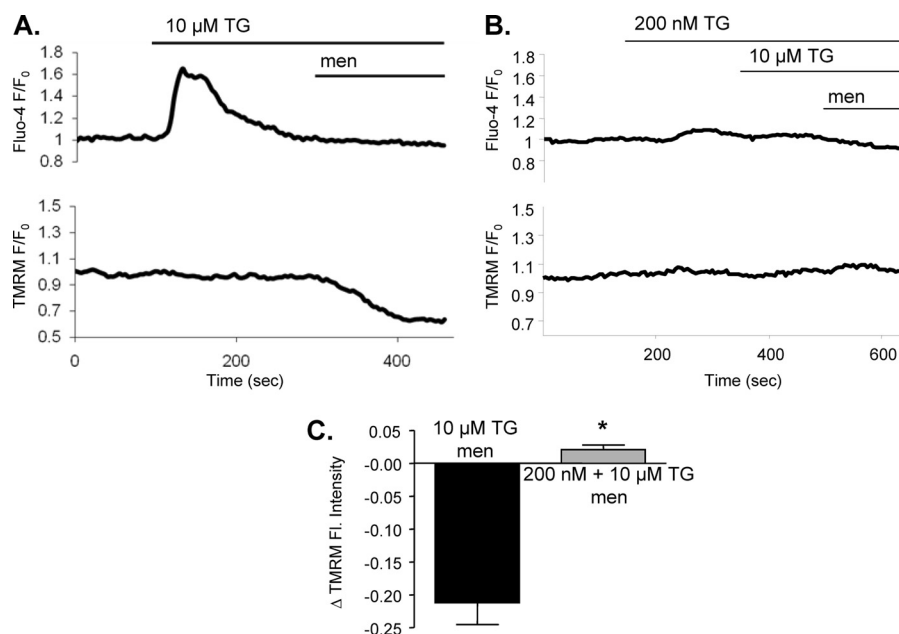 A.
10 µM TG
men
Fluo-4 F/F0
1.8
1.6
1.4
1.2
1
0.8
TMRM F/F0
1.5
1.3
1.1
0.9
0.7
0.5
0 200 400
Time (sec)
B.
200 nM TG
10 µM TG
men
Fluo-4 F/F0
1.8
1.6
1.4
1.2
1
0.8
TMRM F/F0
1.5
1.3
1.1
0.9
0.7
200 400 600
Time (sec)
C.
Δ TMRM Fl. Intensity
0.05
-0.00
-0.05
-0.10
-0.15
-0.20
-0.25
10 µM TG
men
*
200 nM + 10 µM TG
men